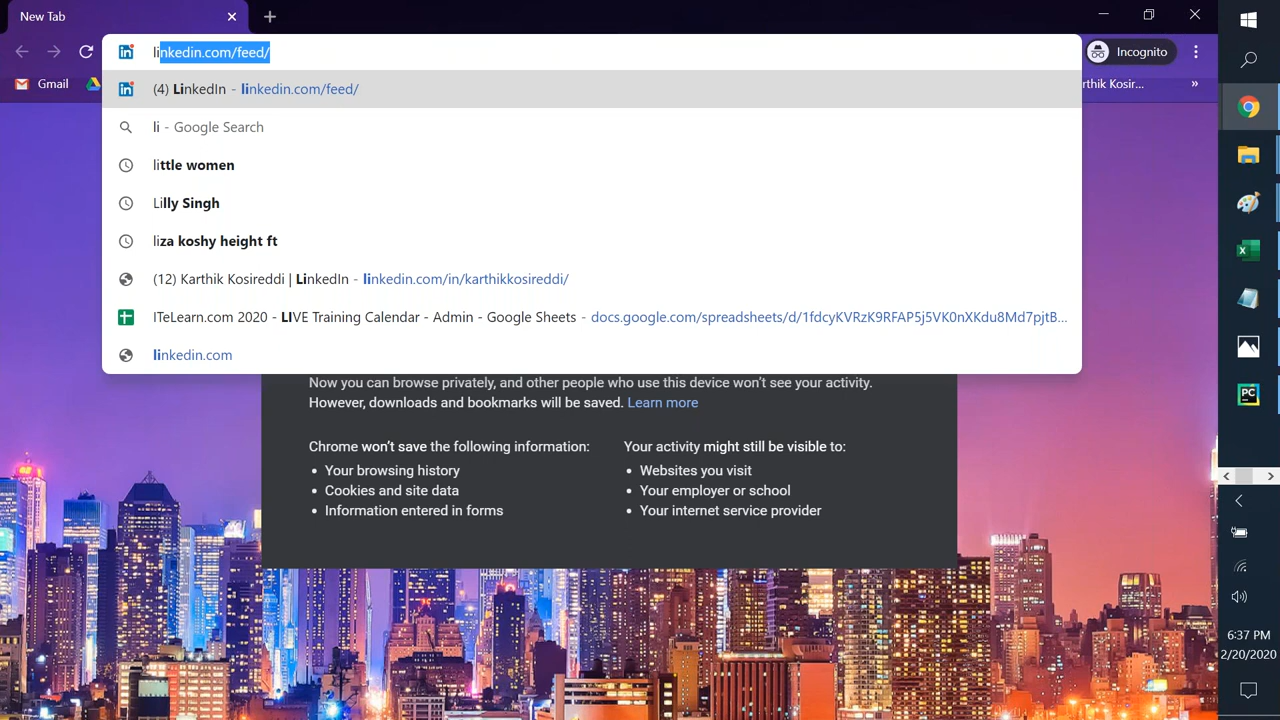 New Tab
linkedin.com/feed/
Incognito
Gmail
rthik Kosir...
»
(4) LinkedIn - linkedin.com/feed/
li - Google Search
little women
Lilly Singh
liza koshy height ft
(12) Karthik Kosireddi | LinkedIn - linkedin.com/in/karthikkosireddi/
ITeLearn.com 2020 - LIVE Training Calendar - Admin - Google Sheets - docs.google.com/spreadsheets/d/1fdcyKVRzK9RFAP5j5VK0nXKdu8Md7pjtB...
linkedin.com
Now you can browse privately, and other people who use this device won't see your activity.
However, downloads and bookmarks will be saved. Learn more
Chrome won't save the following information:
• Your browsing history
• Cookies and site data
• Information entered in forms
Your activity might still be visible to:
• Websites you visit
• Your employer or school
• Your internet service provider
PC
6:37 PM
2/20/2020